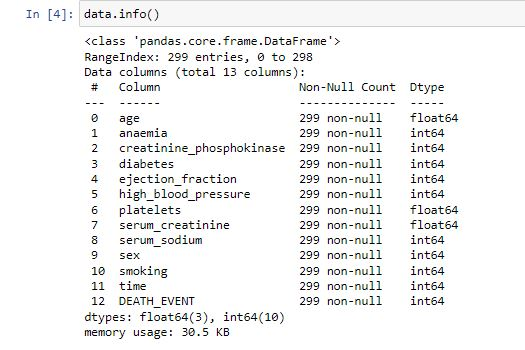 In [4]: data.info()
<class 'pandas.core.frame.DataFrame'>
RangeIndex: 299 entries, 0 to 298
Data columns (total 13 columns):
 #   Column                    Non-Null Count  Dtype
---  ------                    --------------  -----
 0   age                       299 non-null    float64
 1   anaemia                   299 non-null    int64
 2   creatinine_phosphokinase  299 non-null    int64
 3   diabetes                  299 non-null    int64
 4   ejection_fraction         299 non-null    int64
 5   high_blood_pressure       299 non-null    int64
 6   platelets                 299 non-null    float64
 7   serum_creatinine          299 non-null    float64
 8   serum_sodium              299 non-null    int64
 9   sex                       299 non-null    int64
 10  smoking                   299 non-null    int64
 11  time                      299 non-null    int64
 12  DEATH_EVENT               299 non-null    int64
dtypes: float64(3), int64(10)
memory usage: 30.5 KB